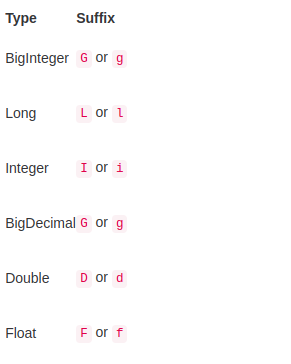 Type Suffix
BigInteger G or g
Long L or l
Integer I or i
BigDecimal G or g
Double D or d
Float F or f